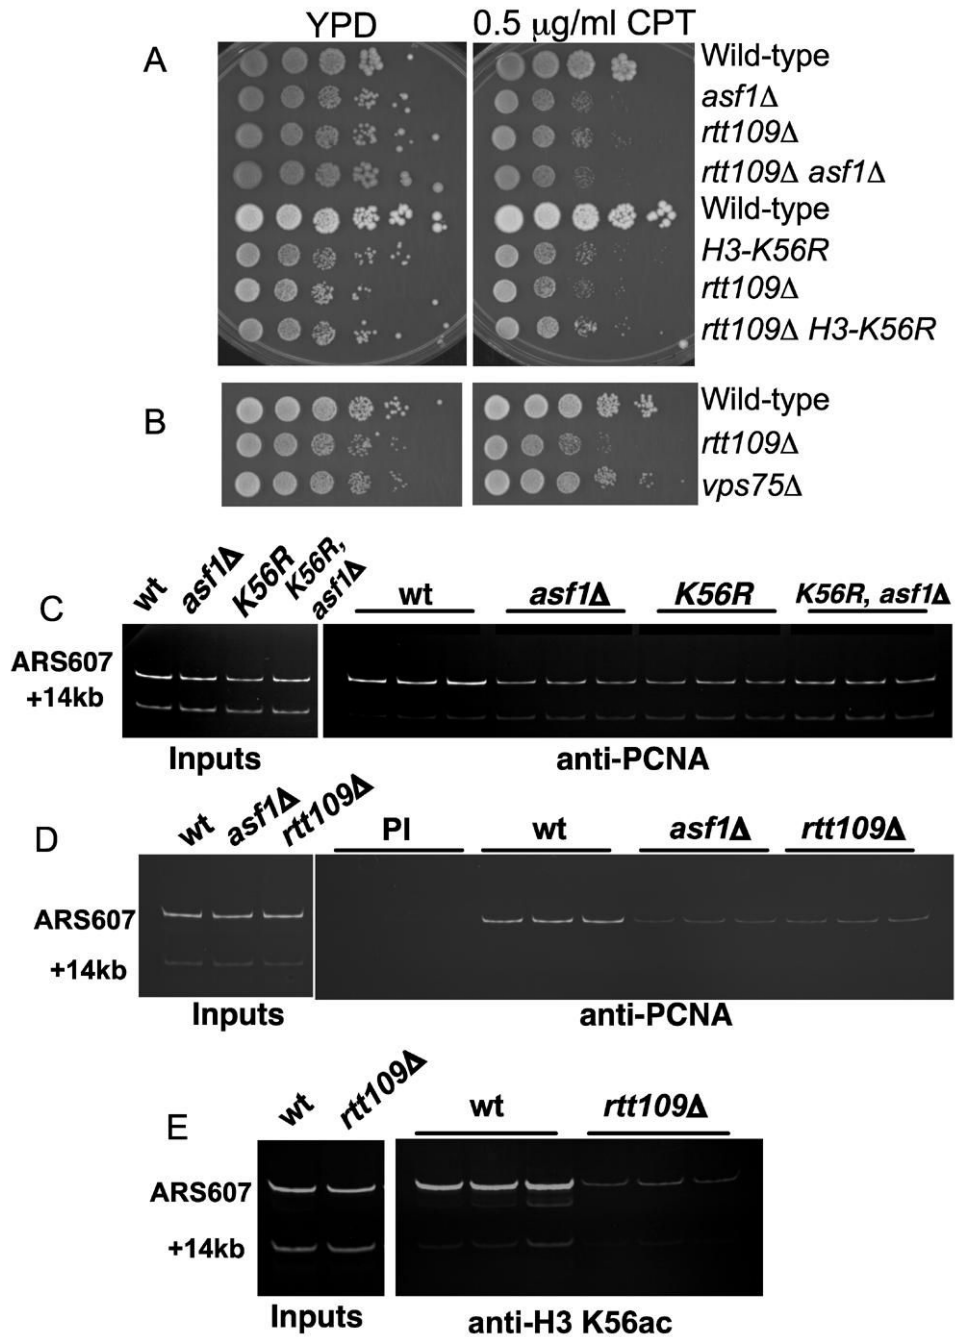 YPD 0.5 μg/ml CPT
A
Wild-type
asf1Δ
rtt109Δ
rtt109Δ asf1Δ
Wild-type
H3-K56R
rtt109Δ
rtt109Δ H3-K56R
B
Wild-type
rtt109Δ
vps75Δ
C
wt asf1Δ K56R K56R, asf1Δ
wt asf1Δ K56R K56R, asf1Δ
ARS607
+14kb
Inputs anti-PCNA
D
wt asf1Δ rtt109Δ
PI wt asf1Δ rtt109Δ
ARS607
+14kb
Inputs anti-PCNA
E
wt rtt109Δ
wt rtt109Δ
ARS607
+14kb
Inputs anti-H3 K56ac